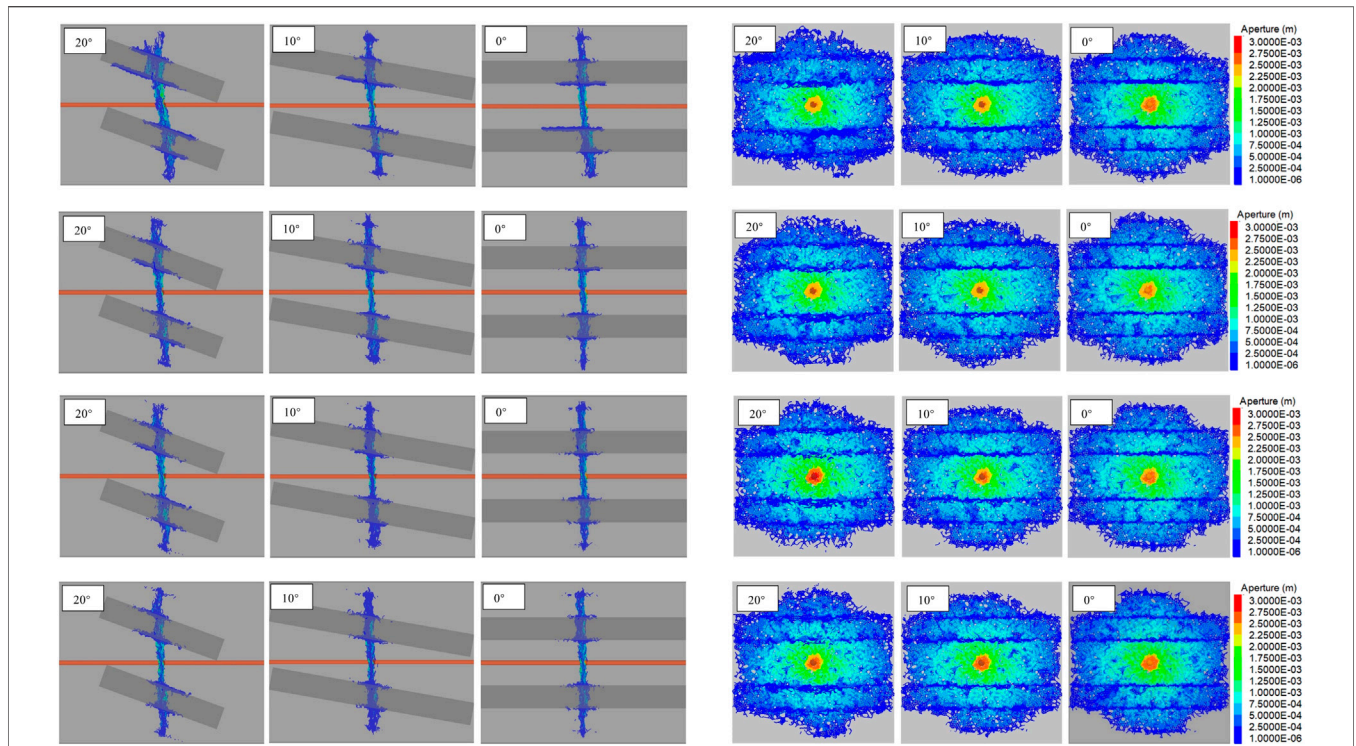 20°
10°
0°
20°
10°
0°
Aperture (m)
3.0000E-03
2.7500E-03
2.5000E-03
2.2500E-03
2.0000E-03
1.7500E-03
1.5000E-03
1.2500E-03
1.0000E-03
7.5000E-04
5.0000E-04
2.5000E-04
1.0000E-06
20°
10°
0°
20°
10°
0°
Aperture (m)
3.0000E-03
2.7500E-03
2.5000E-03
2.2500E-03
2.0000E-03
1.7500E-03
1.5000E-03
1.2500E-03
1.0000E-03
7.5000E-04
5.0000E-04
2.5000E-04
1.0000E-06
20°
10°
0°
20°
10°
0°
Aperture (m)
3.0000E-03
2.7500E-03
2.5000E-03
2.2500E-03
2.0000E-03
1.7500E-03
1.5000E-03
1.2500E-03
1.0000E-03
7.5000E-04
5.0000E-04
2.5000E-04
1.0000E-06
20°
10°
0°
20°
10°
0°
Aperture (m)
3.0000E-03
2.7500E-03
2.5000E-03
2.2500E-03
2.0000E-03
1.7500E-03
1.5000E-03
1.2500E-03
1.0000E-03
7.5000E-04
5.0000E-04
2.5000E-04
1.0000E-06